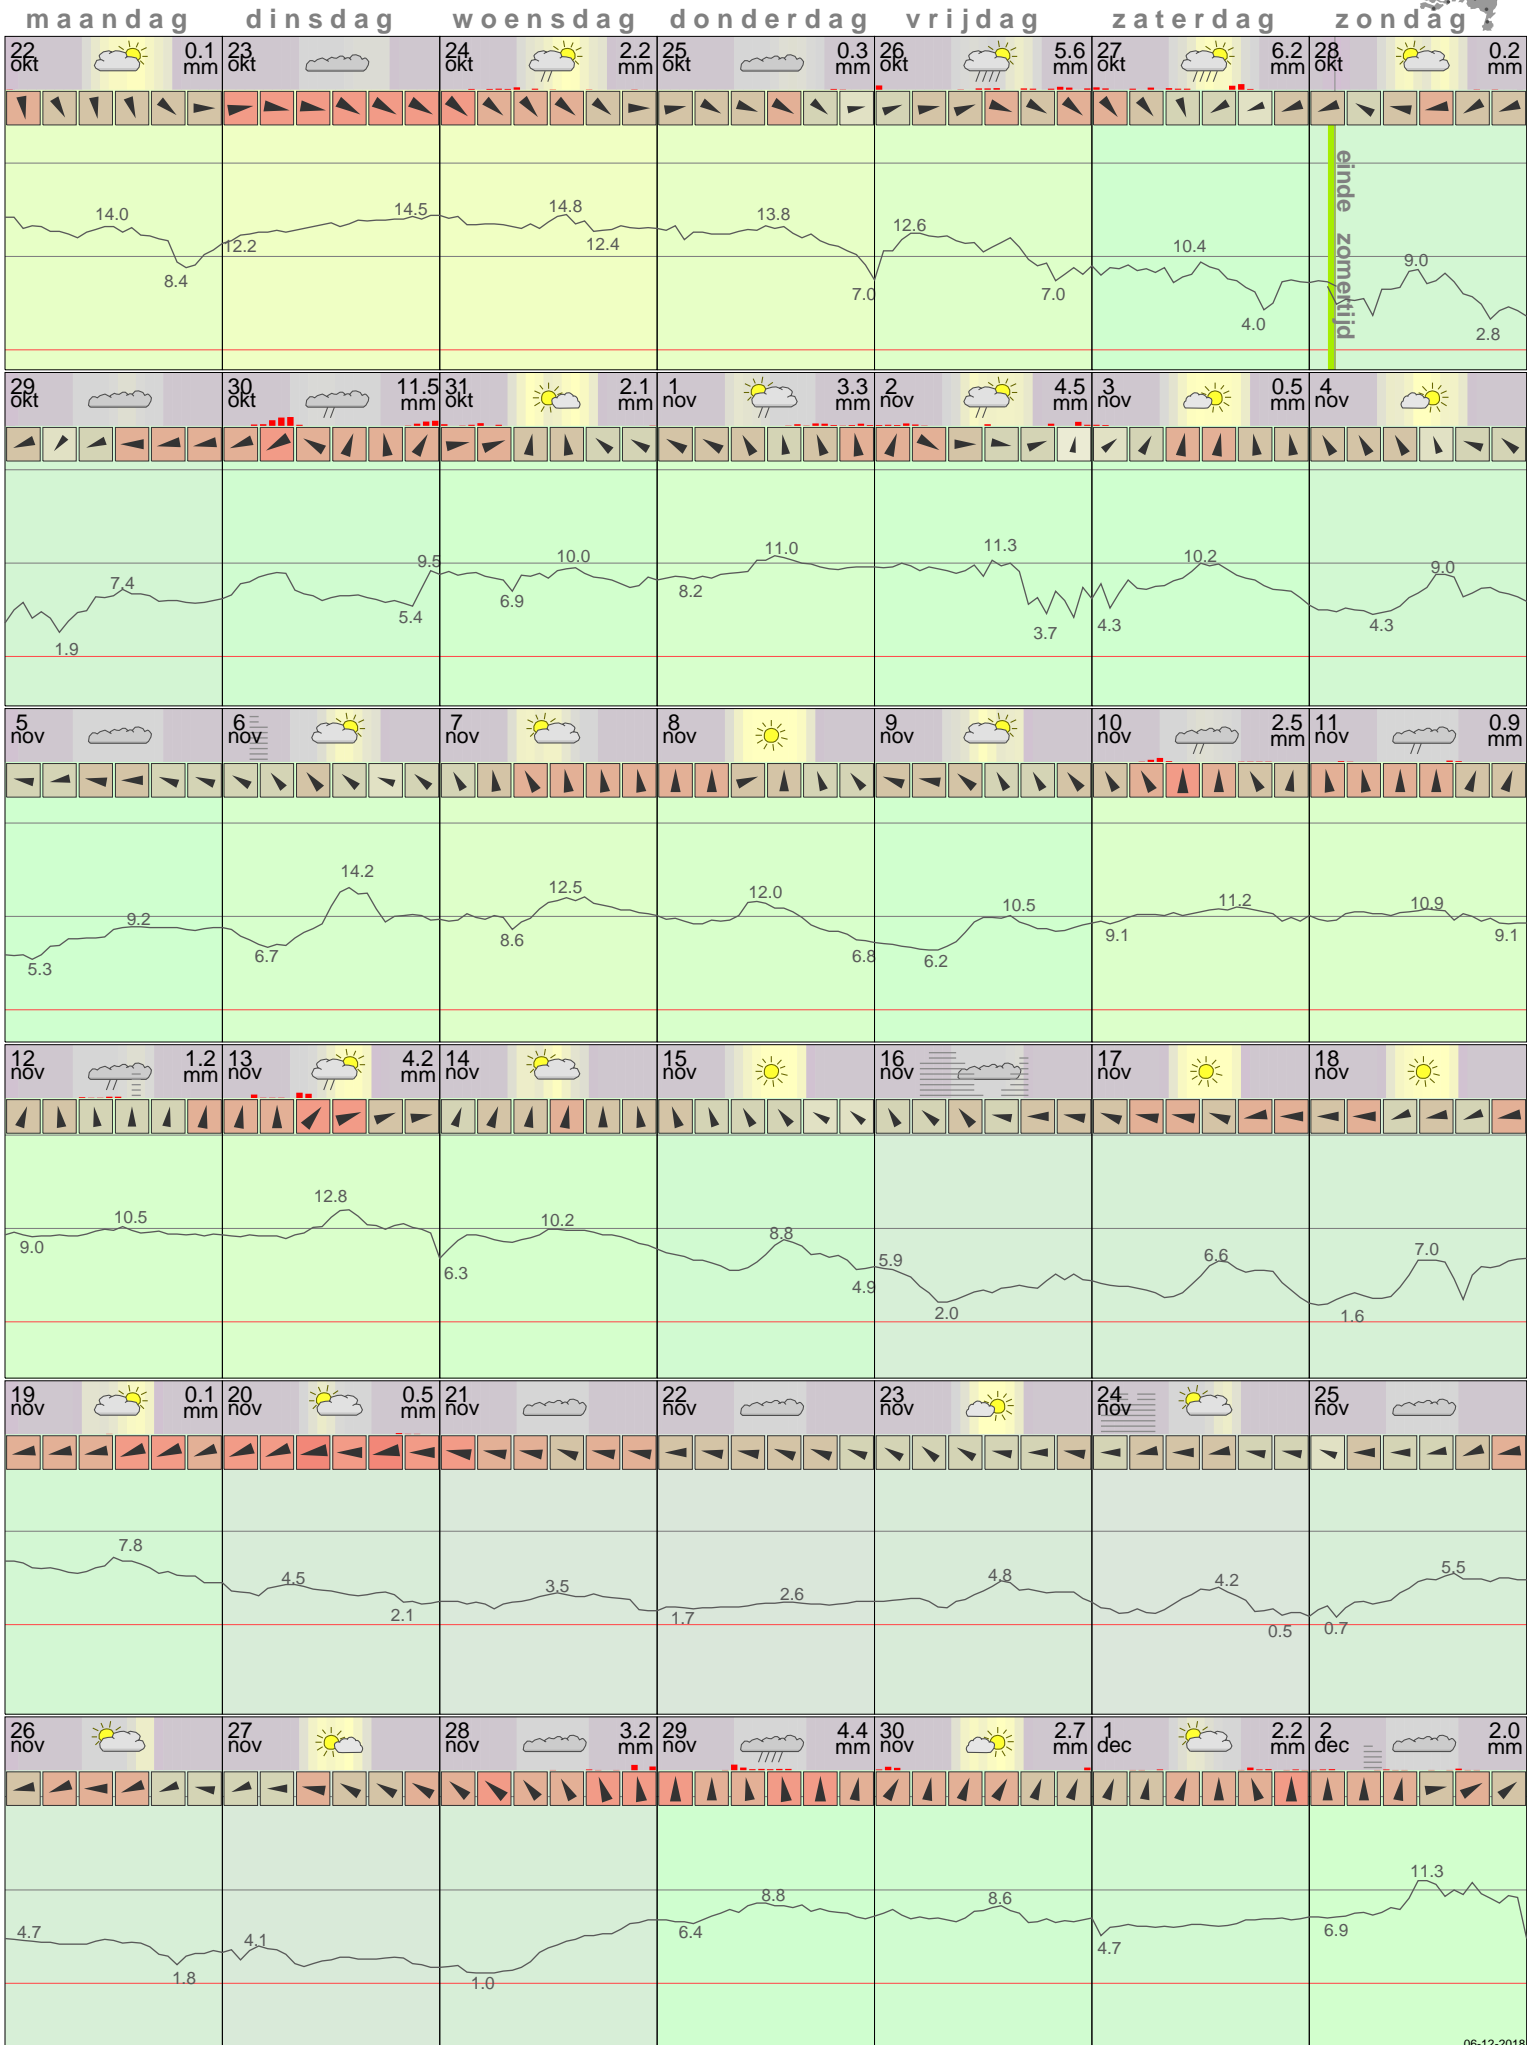 maandag dinsdag woensdag donderdag vrijdag zaterdag zondag
22 0.1 23 24 2.2 25 0.3 26 5.6 27 6.2 28 0.2
okt mm okt okt mm okt mm okt mm okt mm okt mm
14.0 8.4 12.2 14.5 14.8 12.4 13.8 7.0 12.6 7.0 10.4 4.0 9.0 2.8
einde zomertijd
29 30 11.5 31 2.1 1 3.3 2 4.5 3 0.5 4
okt okt mm okt mm nov mm nov mm nov mm nov
7.4 1.9 9.5 5.4 10.0 6.9 11.0 8.2 11.3 3.7 10.2 4.3 9.0 4.3
5 6 7 8 9 10 2.5 11 0.9
nov nov nov nov nov nov mm nov mm
9.2 5.3 14.2 6.7 12.5 8.6 12.0 6.8 10.5 6.2 11.2 9.1 10.9 9.1
12 1.2 13 4.2 14 15 16 17 18
nov mm nov mm nov nov nov nov nov
10.5 9.0 12.8 10.2 6.3 8.8 4.9 5.9 2.0 6.6 7.0 1.6
19 0.1 20 0.5 21 22 23 24 25
nov mm nov mm nov nov nov nov nov
7.8 4.5 2.1 3.5 2.6 1.7 4.8 4.2 0.5 5.5 0.7
26 27 28 3.2 29 4.4 30 2.7 1 2.2 2 2.0
nov nov nov mm nov mm nov mm dec mm dec mm
4.7 1.8 4.1 1.0 8.8 6.4 8.6 4.7 11.3 6.9
06-12-2018